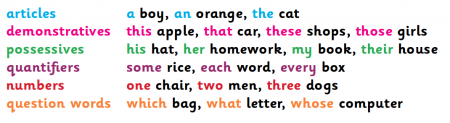 articles a boy, an orange, the cat
demonstratives this apple, that car, these shops, those girls
possessives his hat, her homework, my book, their house
quantifiers some rice, each word, every box
numbers one chair, two men, three dogs
question words which bag, what letter, whose computer